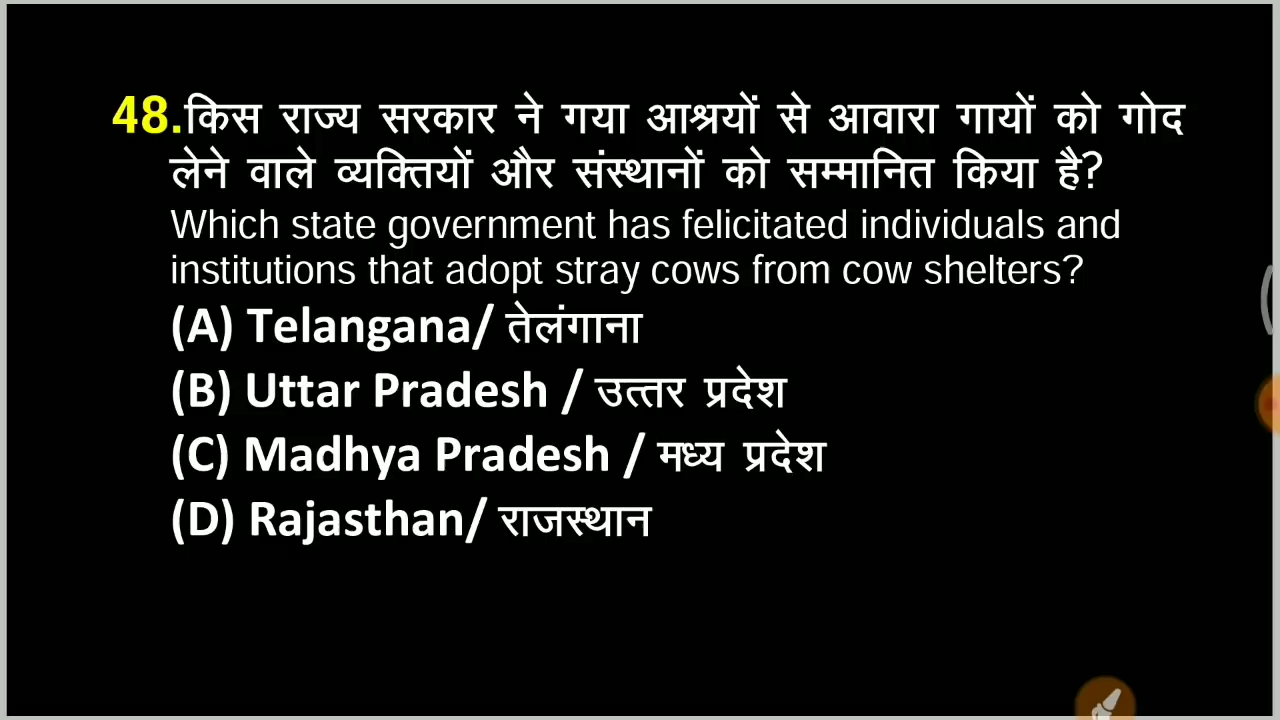 48.किस राज्य सरकार ने गया आश्रयों से आवारा गायों को गोद
लेने वाले व्यक्तियों और संस्थानों को सम्मानित किया है?
Which state government has felicitated individuals and
institutions that adopt stray cows from cow shelters?
(A) Telangana/ तेलंगाना
(B) Uttar Pradesh / उत्तर प्रदेश
(C) Madhya Pradesh / मध्य प्रदेश
(D) Rajasthan/ राजस्थान